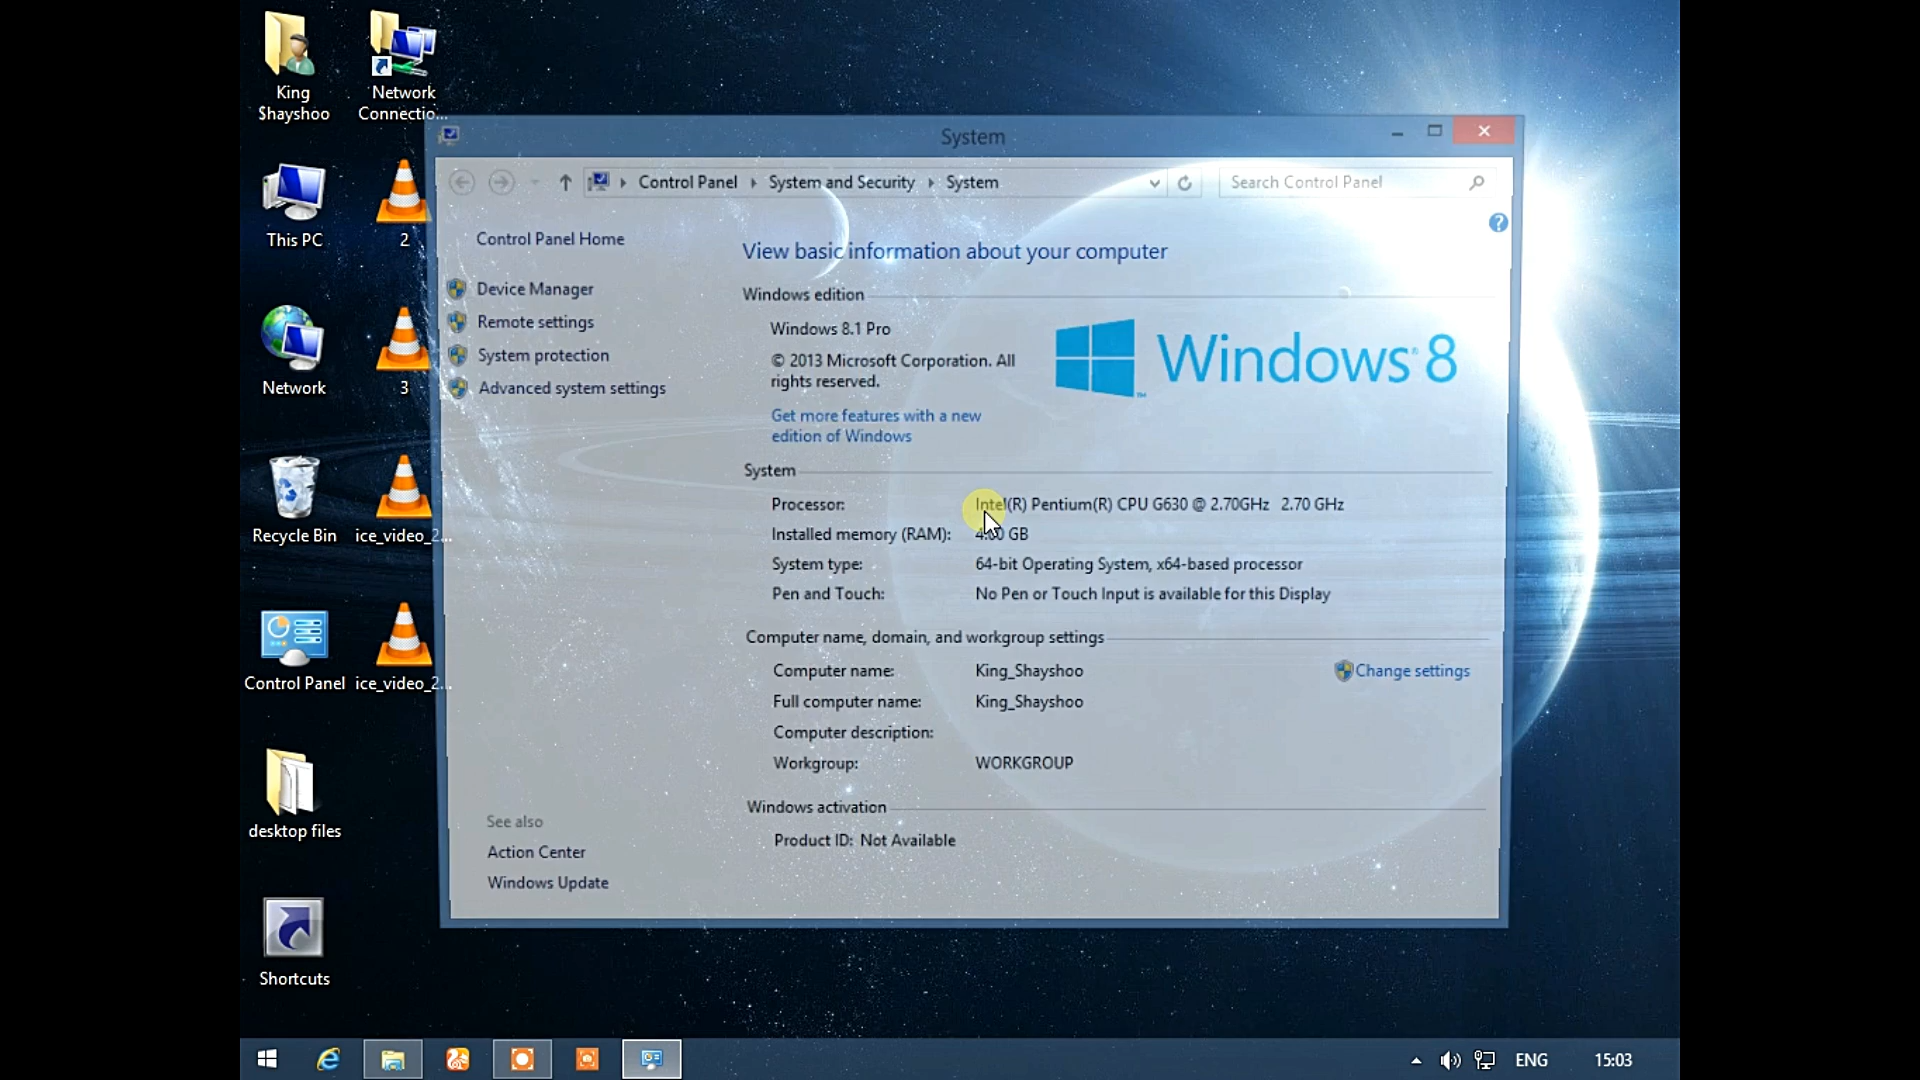 King
$hayshoo
Network
Connectio...
This PC
2
Network
3
Recycle Bin
ice_video_2...
Control Panel
ice_video_2...
desktop files
Shortcuts
System
Control Panel
System and Security
System
Search Control Panel
Control Panel Home
Device Manager
Remote settings
System protection
Advanced system settings
See also
Action Center
Windows Update
View basic information about your computer
Windows edition
Windows 8.1 Pro
© 2013 Microsoft Corporation. All
rights reserved.
Get more features with a new
edition of Windows
Windows® 8™
System
Processor: Intel(R) Pentium(R) CPU G630 @ 2.70GHz 2.70 GHz
Installed memory (RAM): 4.00 GB
System type: 64-bit Operating System, x64-based processor
Pen and Touch: No Pen or Touch Input is available for this Display
Computer name, domain, and workgroup settings
Computer name: King_Shayshoo
Change settings
Full computer name: King_Shayshoo
Computer description:
Workgroup: WORKGROUP
Windows activation
Product ID: Not Available
ENG
15:03